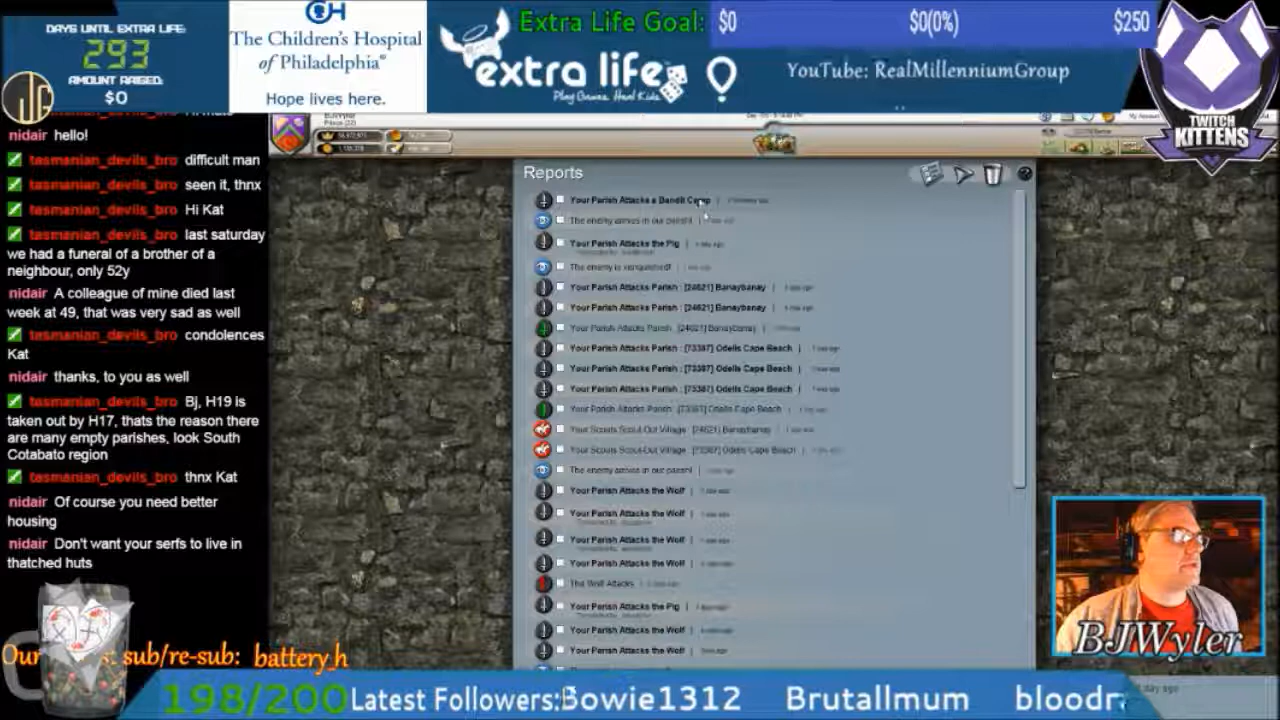 DAYS UNTIL EXTRA LIFE:
293
AMOUNT RAISED:
$0
CH
The Children's Hospital
of Philadelphia
Hope lives here.
Extra Life Goal:
$0
$0(0%)
$250
extra life
Play Games. Heal Kids.
YouTube: RealMillenniumGroup
TWITCH
KITTENS
nidair hello!
tasmanian_devils_bro difficult man
tasmanian_devils_bro seen it, thnx
tasmanian_devils_bro Hi Kat
tasmanian_devils_bro last saturday
we had a funeral of a brother of a
neighbour, only 52y
nidair A colleague of mine died last
week at 49, that was very sad as well
tasmanian_devils_bro condolences
Kat
nidair thanks, to you as well
tasmanian_devils_bro Bj, H19 is
taken out by H17, thats the reason there
are many empty parishes, look South
Cotabato region
tasmanian_devils_bro thnx Kat
nidair Of course you need better
housing
nidair Don't want your serfs to live in
thatched huts
Reports
Your Parish Attacks a Bandit Camp |
The enemy arrives in our parish! |
Your Parish Attacks the Pig |
The enemy is vanquished! |
Your Parish Attacks Parish : [24621] Banaybanay |
Your Parish Attacks Parish : [24621] Banaybanay |
Your Parish Attacks Parish : [24621] Banaybanay |
Your Parish Attacks Parish : [73387] Odells Cape Beach |
Your Parish Attacks Parish : [73387] Odells Cape Beach |
Your Parish Attacks Parish : [73387] Odells Cape Beach |
Your Parish Attacks Parish : [73387] Odells Cape Beach |
Your Scouts Scout Out Village : [24621] Banaybanay |
Your Scouts Scout Out Village : [73387] Odells Cape Beach |
The enemy arrives in our parish! |
Your Parish Attacks the Wolf |
Your Parish Attacks the Wolf |
Your Parish Attacks the Wolf |
Your Parish Attacks the Wolf |
The Wolf Attacks |
Your Parish Attacks the Pig |
Your Parish Attacks the Wolf |
Your Parish Attacks the Wolf |
day ago
BJWyler
Our sub/re-sub: battery_h
198/200
Latest Followers: Bowie1312 Brutallmum bloodr